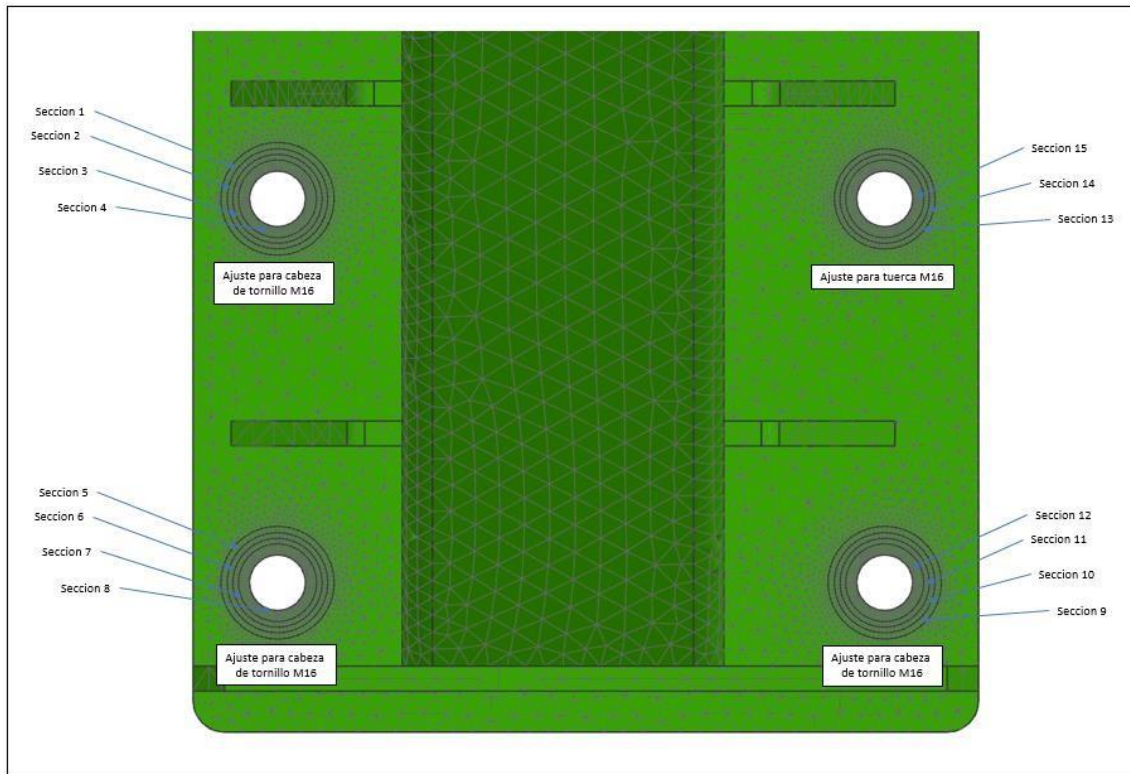 Seccion 1
Seccion 2
Seccion 3
Seccion 4
Ajuste para cabeza
de tornillo M16
Seccion 15
Seccion 14
Seccion 13
Ajuste para tuerca M16
Seccion 5
Seccion 6
Seccion 7
Seccion 8
Ajuste para cabeza
de tornillo M16
Seccion 12
Seccion 11
Seccion 10
Seccion 9
Ajuste para cabeza
de tornillo M16